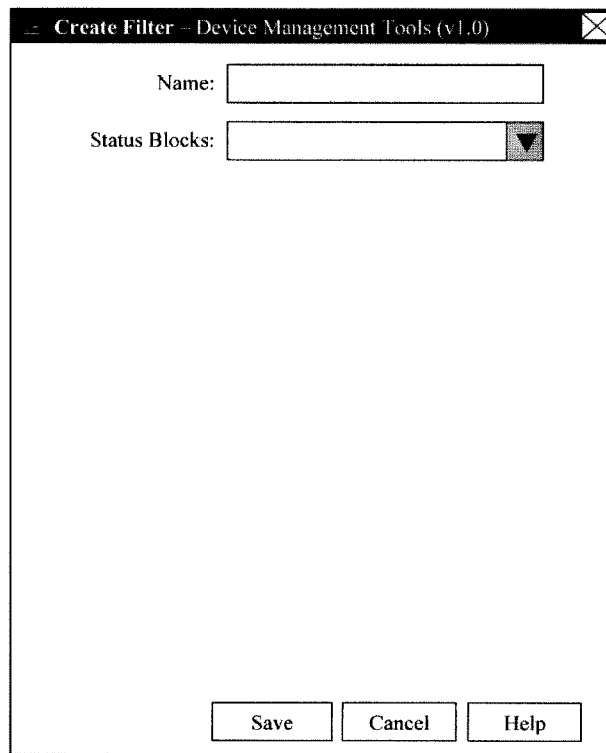 Create Filter – Device Management Tools (v1.0)
Name:
Status Blocks:
Save Cancel Help